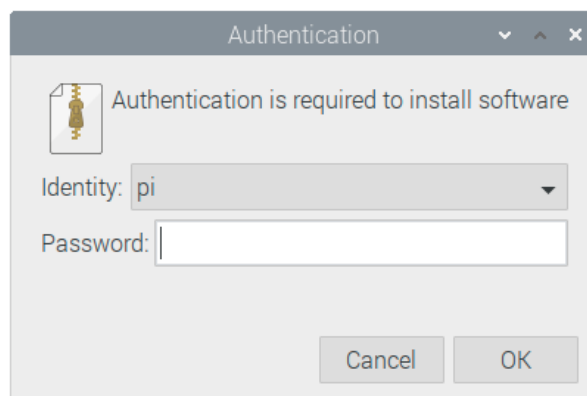 Authentication
Authentication is required to install software
Identity: pi
Password:
Cancel OK